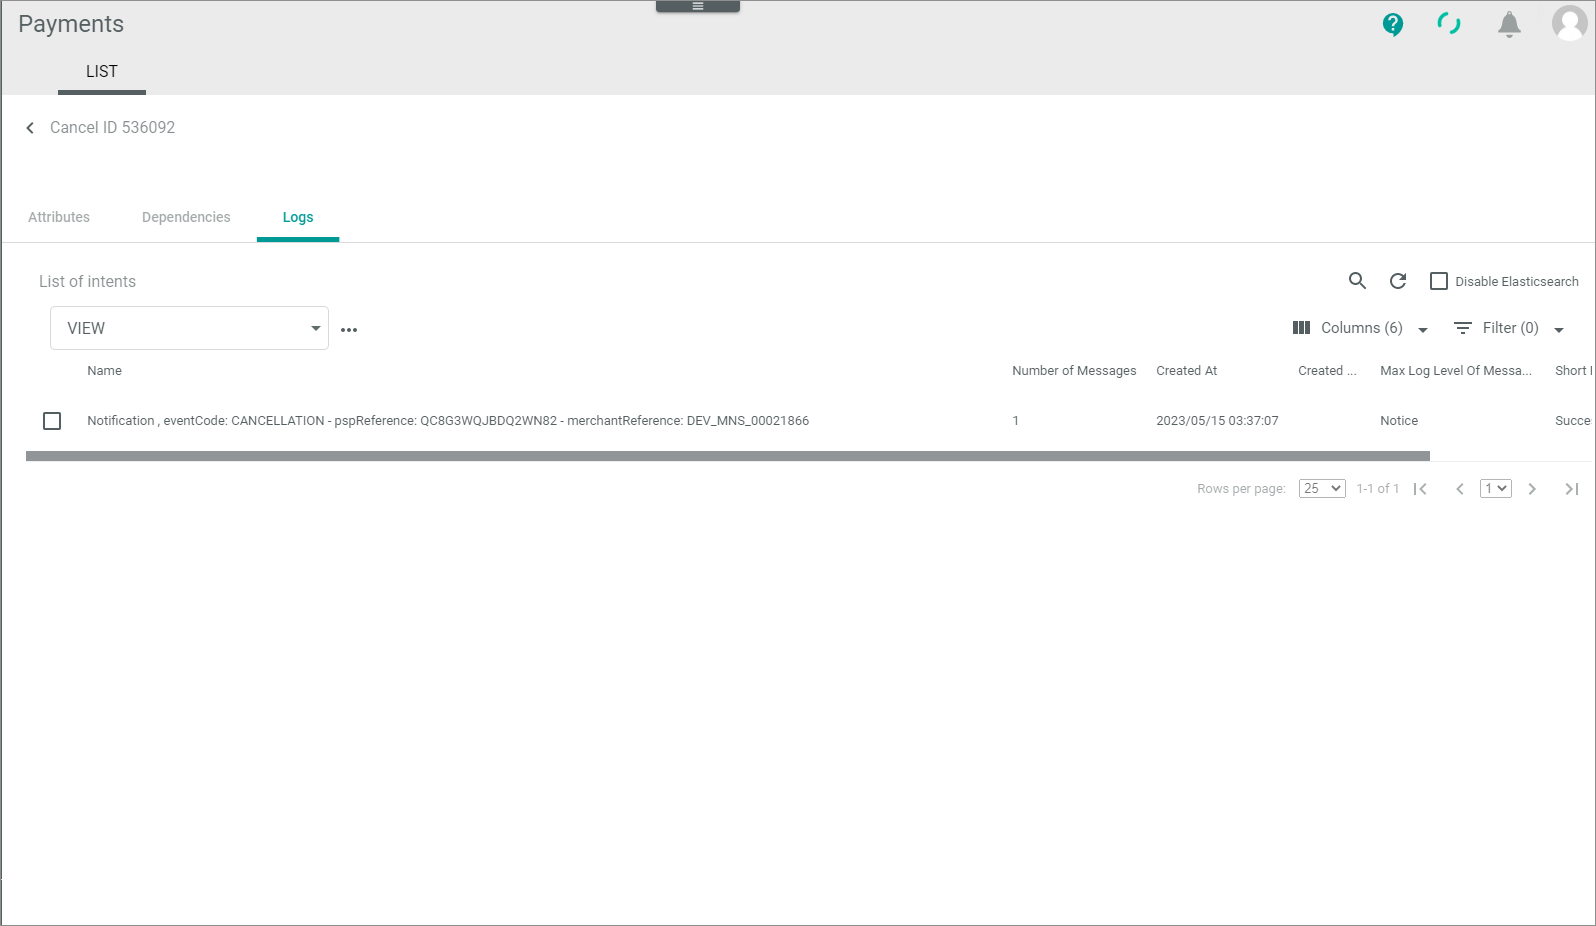 Payments
LIST
Cancel ID 536092
Attributes Dependencies Logs
List of intents
Disable Elasticsearch
VIEW
Columns (6) Filter (0)
Name Number of Messages Created At Created ... Max Log Level Of Messa... Short
Notification , eventCode: CANCELLATION - pspReference: QC8G3WQJBDQ2WN82 - merchantReference: DEV_MNS_00021866 1 2023/05/15 03:37:07 Notice Succe
Rows per page: 25 1-1 of 1 1